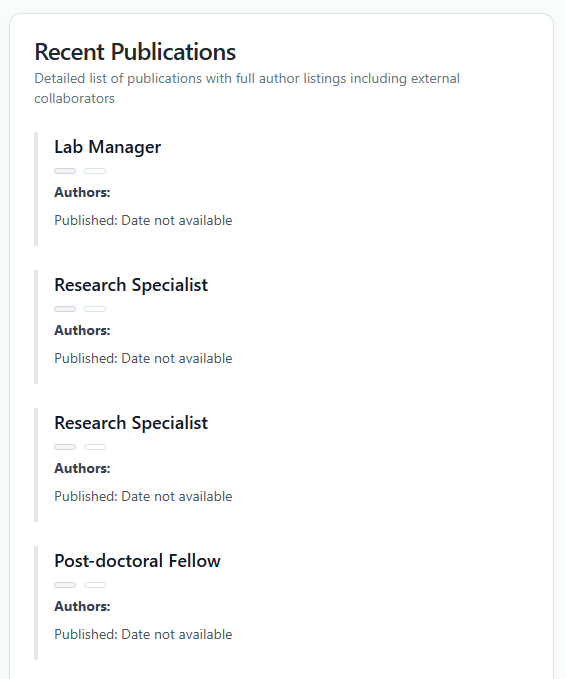 Recent Publications
Detailed list of publications with full author listings including external
collaborators
Lab Manager
Authors:
Published: Date not available
Research Specialist
Authors:
Published: Date not available
Research Specialist
Authors:
Published: Date not available
Post-doctoral Fellow
Authors:
Published: Date not available